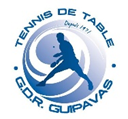 TENNIS DE TABLE
Depuis 1971
G.D.R. GUIPAVAS